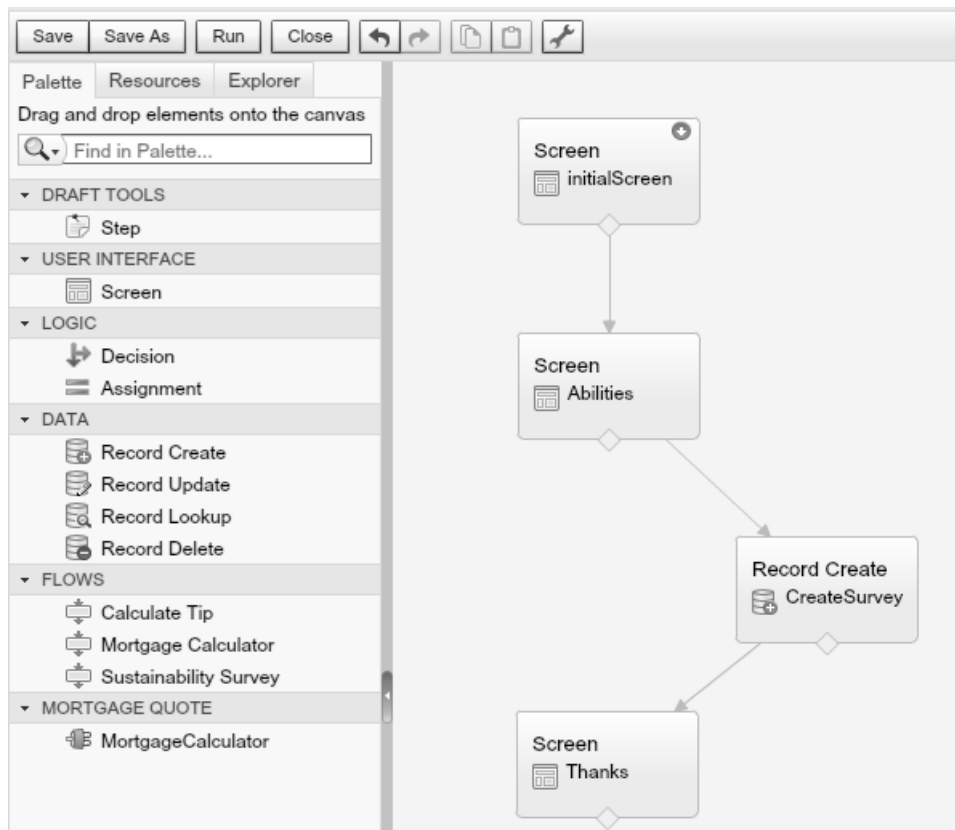 Save Save As Run Close
Palette Resources Explorer
Drag and drop elements onto the canvas
Find in Palette...
DRAFT TOOLS
Step
USER INTERFACE
Screen
LOGIC
Decision
Assignment
DATA
Record Create
Record Update
Record Lookup
Record Delete
FLOWS
Calculate Tip
Mortgage Calculator
Sustainability Survey
MORTGAGE QUOTE
MortgageCalculator
Screen
initialScreen
Screen
Abilities
Record Create
CreateSurvey
Screen
Thanks